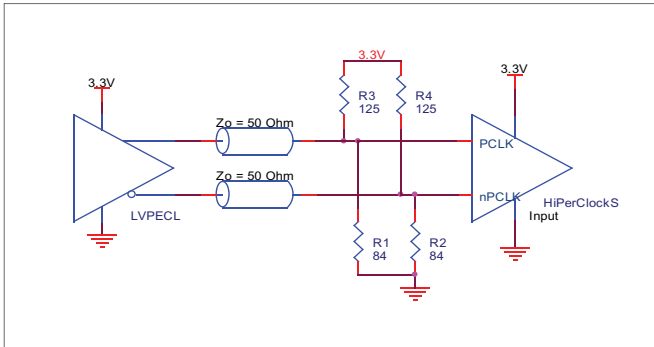 3.3V
3.3V
3.3V
R3
125
R4
125
Zo = 50 Ohm
PCLK
Zo = 50 Ohm
nPCLK
HiPerClockS
Input
LVPECL
R1
84
R2
84